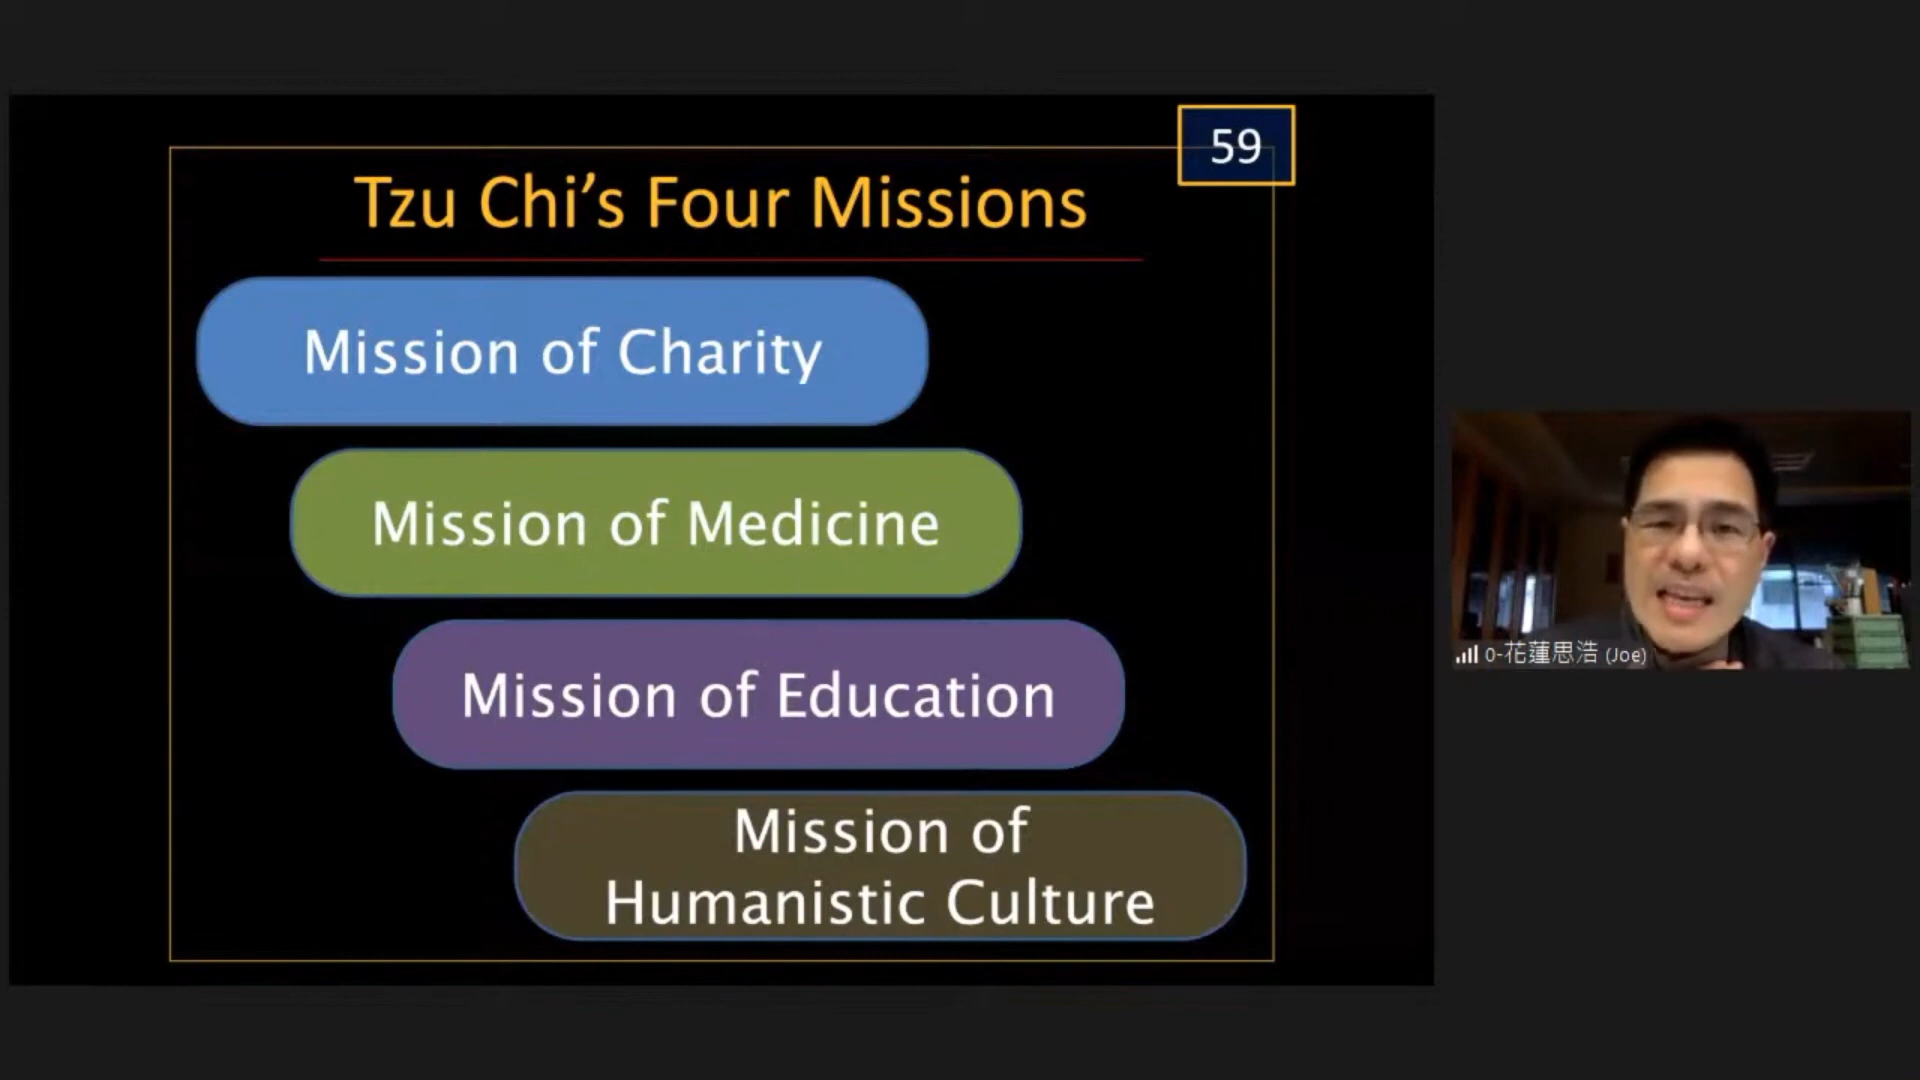 59
Tzu Chi’s Four Missions
Mission of Charity
Mission of Medicine
Mission of Education
Mission of
Humanistic Culture
0-花蓮思浩 (Joe)